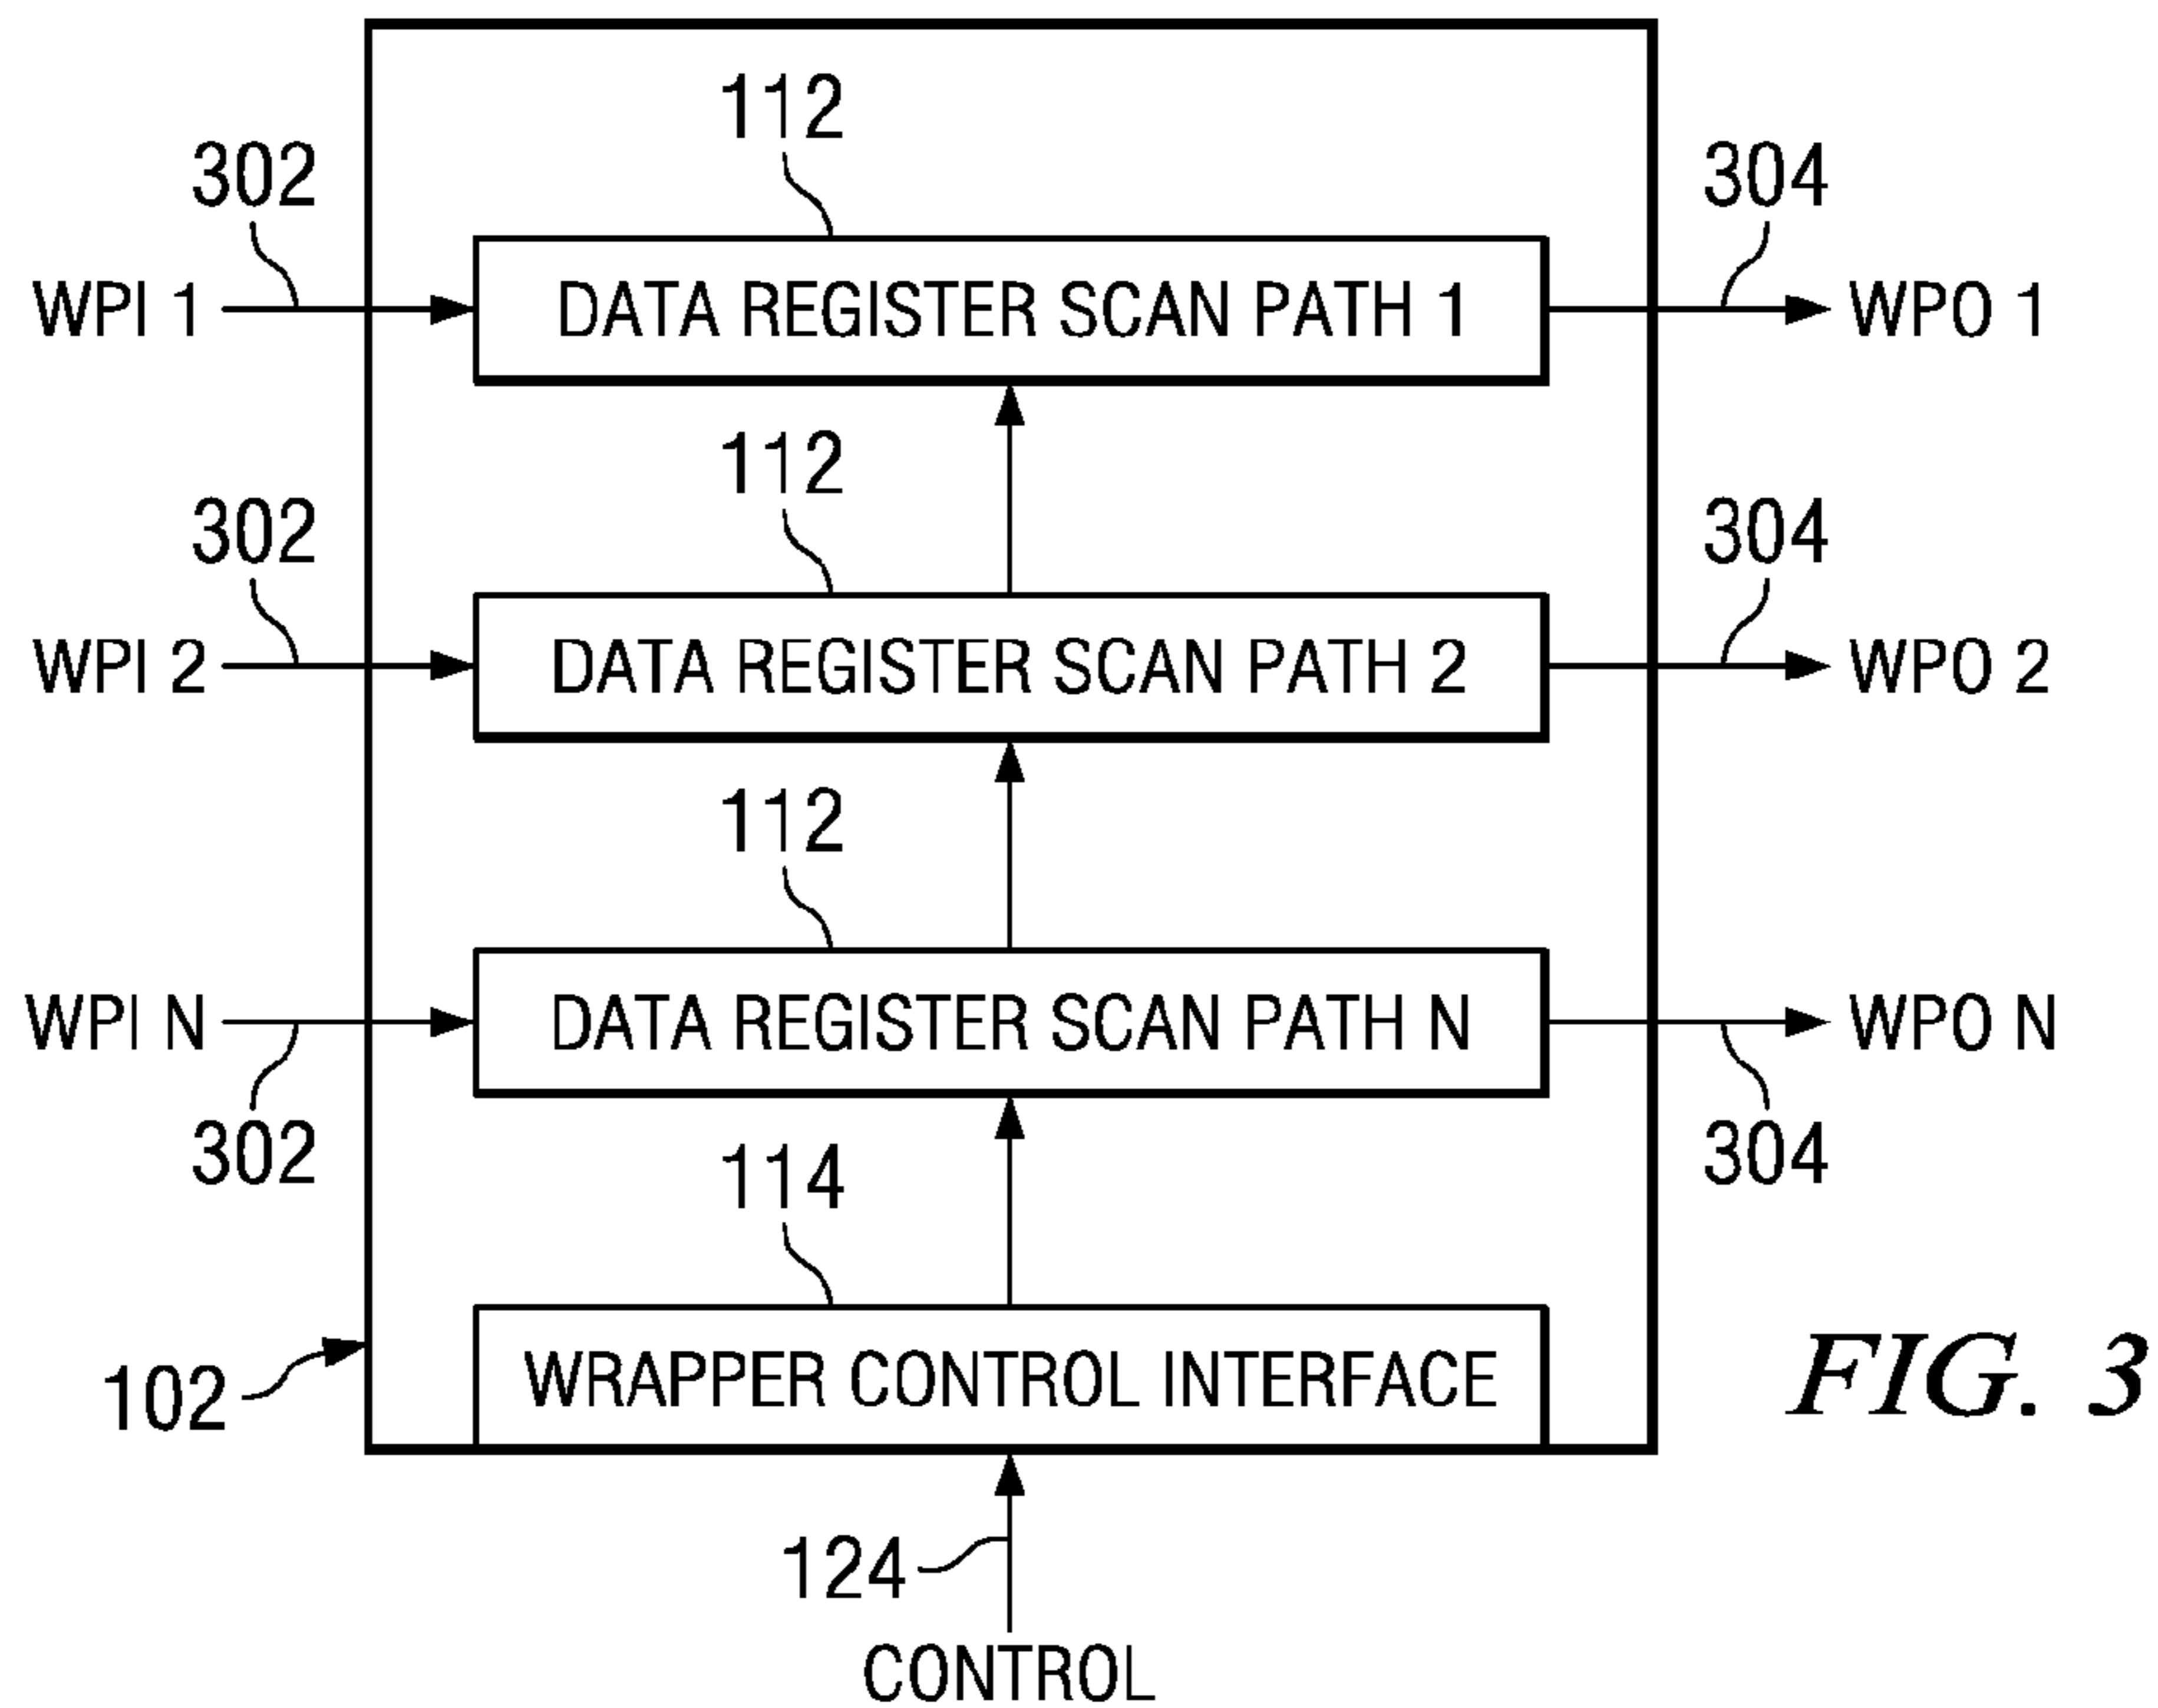 112
302
304
WPI 1
DATA REGISTER SCAN PATH 1
WPO 1
112
302
304
WPI 2
DATA REGISTER SCAN PATH 2
WPO 2
112
WPI N
DATA REGISTER SCAN PATH N
WPO N
302
304
114
102
WRAPPER CONTROL INTERFACE
FIG. 3
124
CONTROL